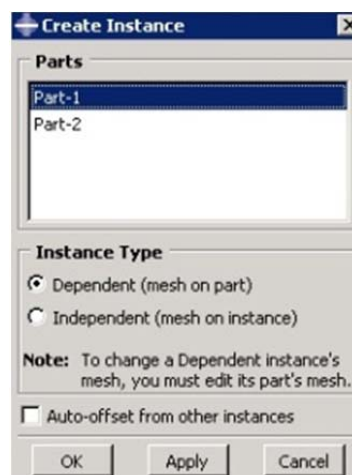 Create Instance
Parts
Part-1
Part-2
Instance Type
Dependent (mesh on part)
Independent (mesh on instance)
Note: To change a Dependent instance's
mesh, you must edit its part's mesh.
Auto-offset from other instances
OK Apply Cancel